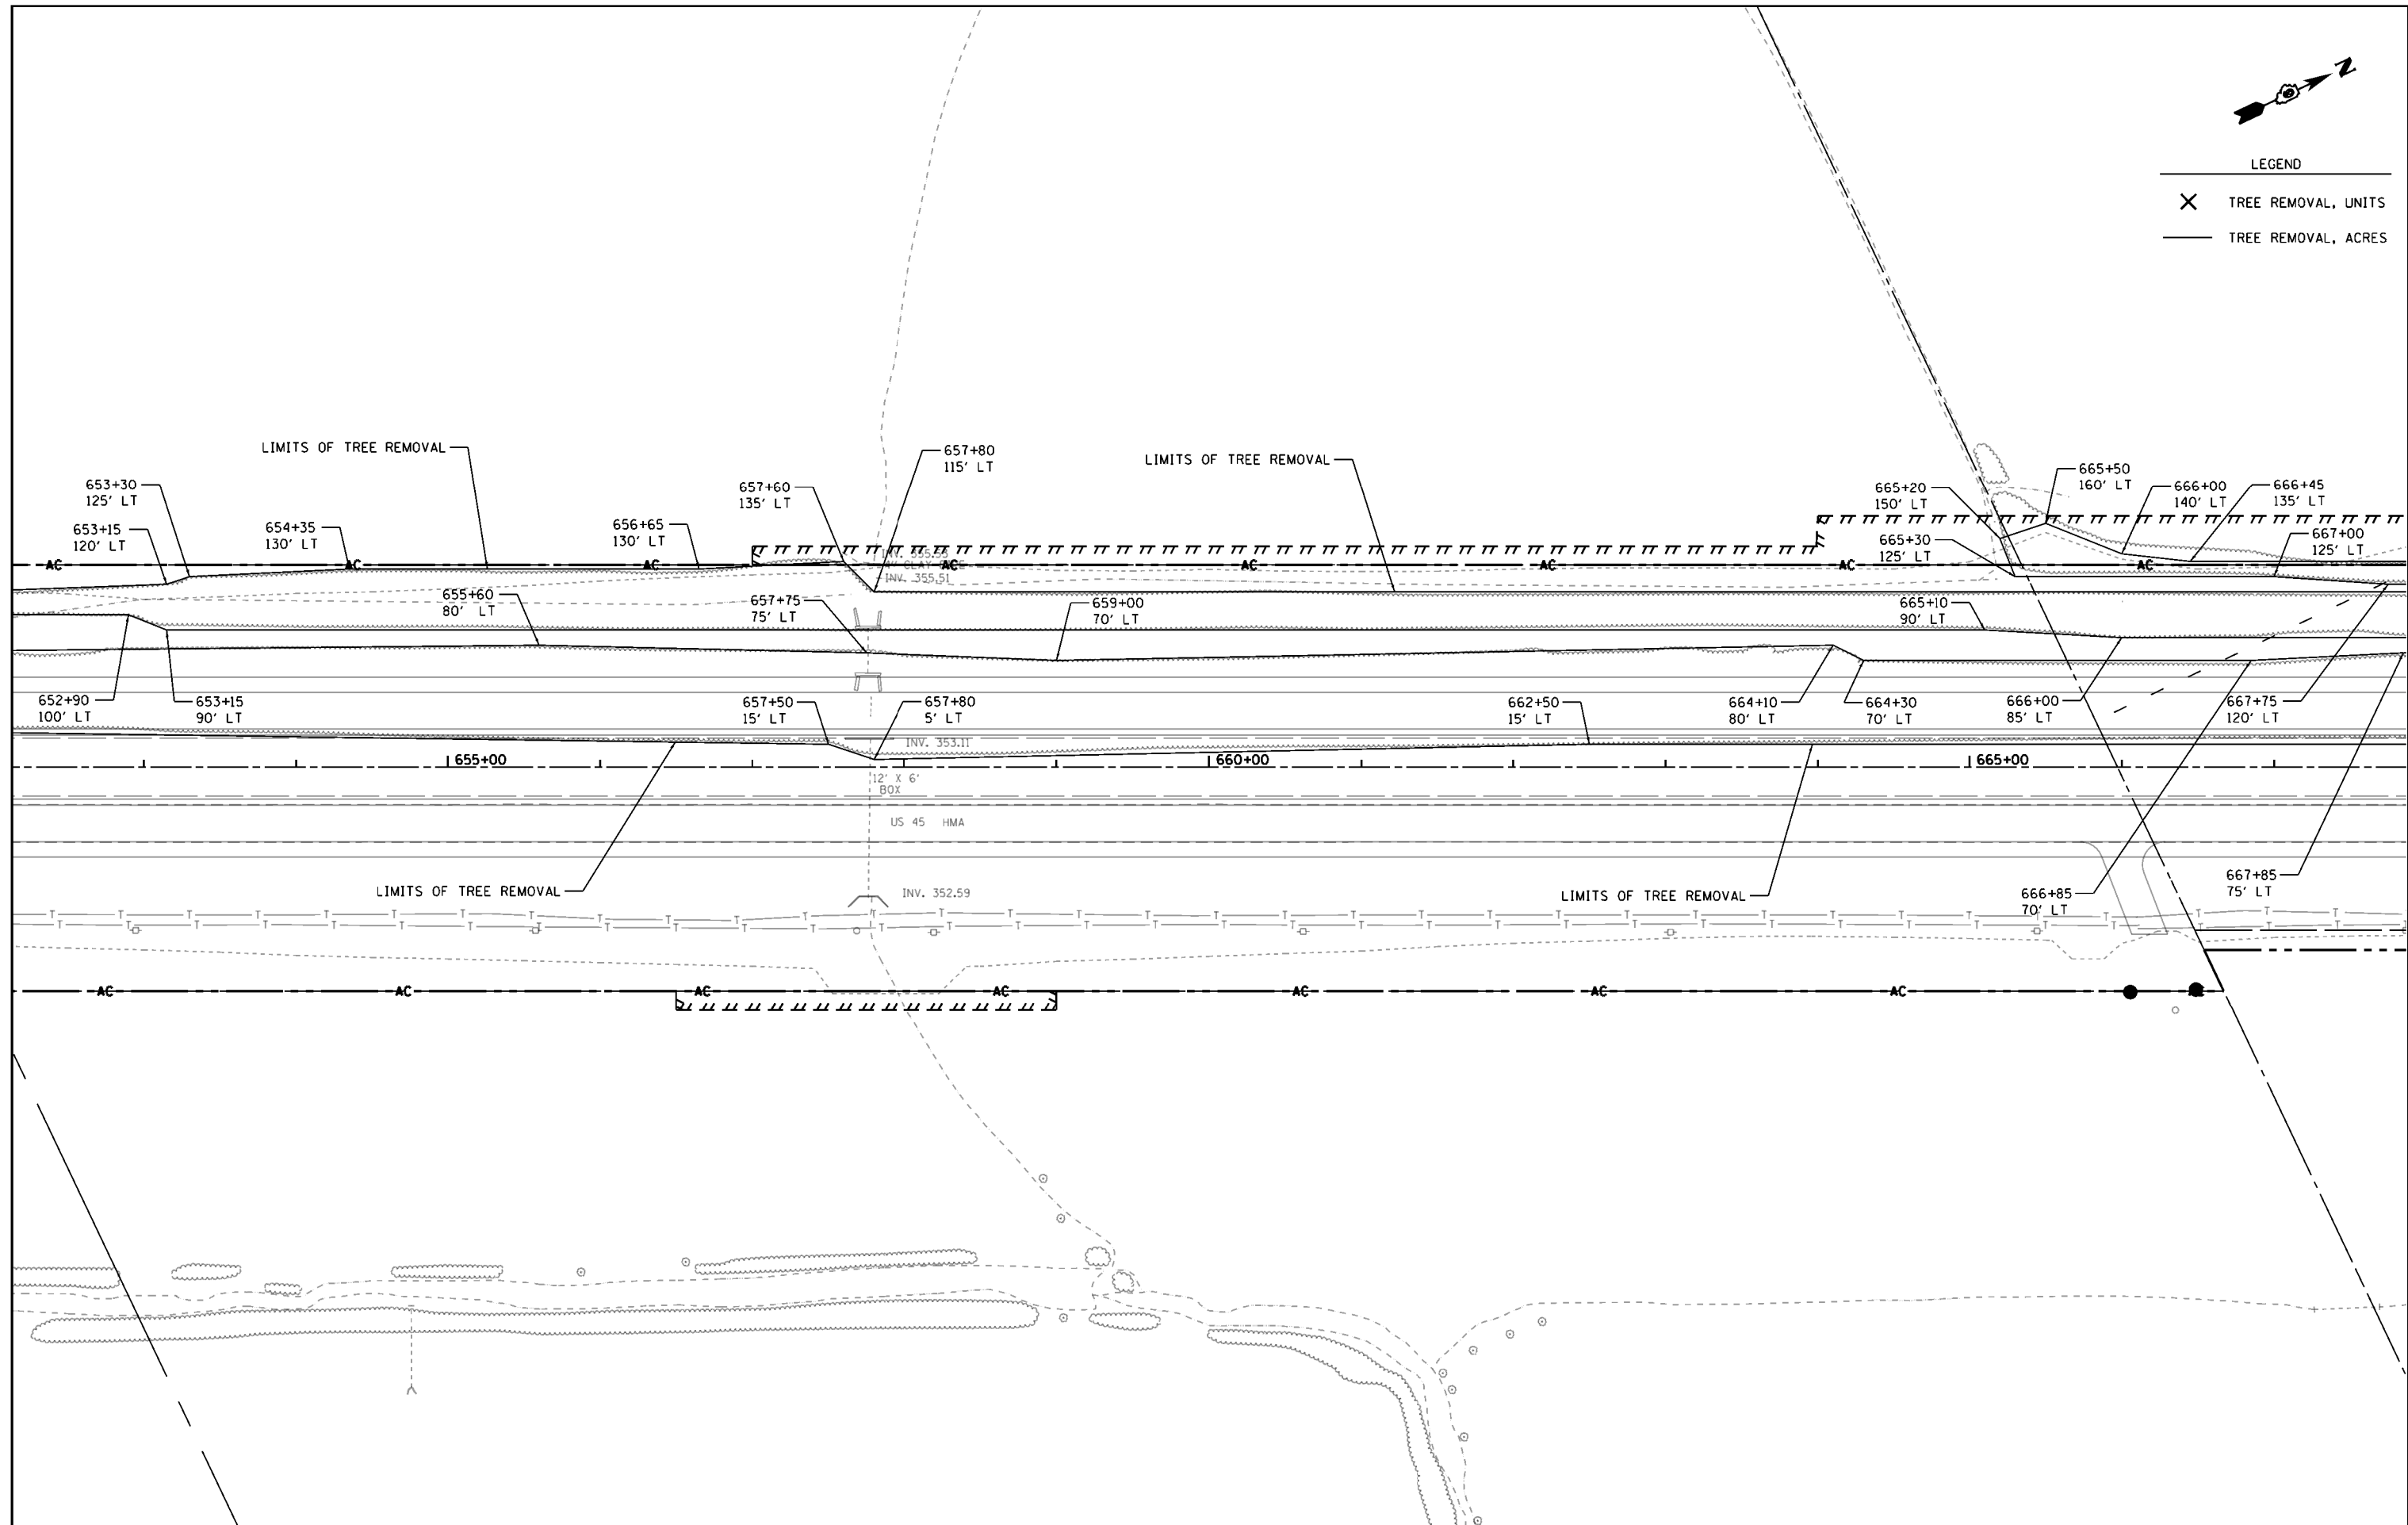 N
LEGEND
TREE REMOVAL, UNITS
TREE REMOVAL, ACRES
LIMITS OF TREE REMOVAL
653+30
125' LT
653+15
120' LT
654+35
130' LT
656+65
130' LT
657+60
135' LT
657+80
115' LT
LIMITS OF TREE REMOVAL
665+20
150' LT
665+50
160' LT
666+00
140' LT
666+45
135' LT
665+30
125' LT
667+00
125' LT
INV. 355.53
CLAY
INV. 355.51
AC
AC
AC
AC
AC
AC
AC
AC
655+60
80' LT
657+75
75' LT
659+00
70' LT
665+10
90' LT
652+90
100' LT
653+15
90' LT
657+50
15' LT
657+80
5' LT
662+50
15' LT
664+10
80' LT
664+30
70' LT
666+00
85' LT
667+75
120' LT
INV. 353.11
655+00
660+00
665+00
12' X 6'
BOX
US 45 HMA
LIMITS OF TREE REMOVAL
INV. 352.59
LIMITS OF TREE REMOVAL
666+85
70' LT
667+85
75' LT
AC
AC
AC
AC
AC
AC
AC